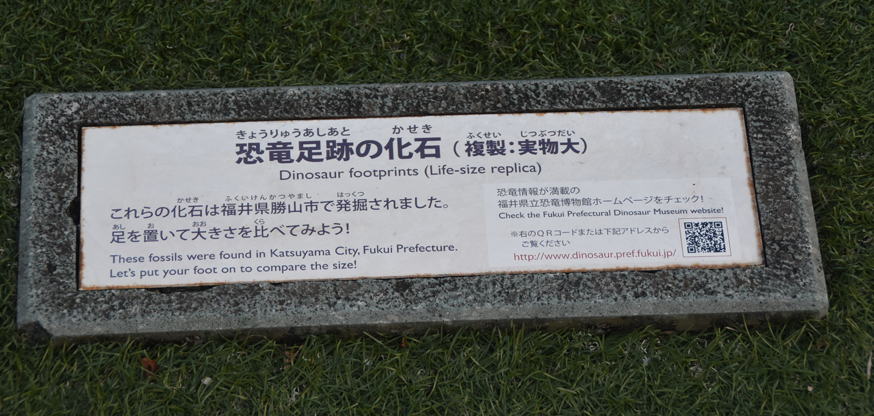 きょうりゅうあしあと かせき ふくせい じつぶつだい
恐竜足跡の化石(複製:実物大)
Dinosaur footprints (Life-size replica)
かせき ふくいけんかつやまし はっくつ
これらの化石は福井県勝山市で発掘されました。
あし お おお くら
足を置いて大きさを比べてみよう!
These fossils were found in Katsuyama City, Fukui Prefecture.
Let's put your foot on to compare the size!
恐竜情報が満載の
福井県立恐竜博物館ホームページをチェック!
Check the Fukui Prefectural Dinosaur Museum website!
※右のQRコードまたは下記アドレスから
ご覧ください
http://www.dinosaur.pref.fukui.jp/